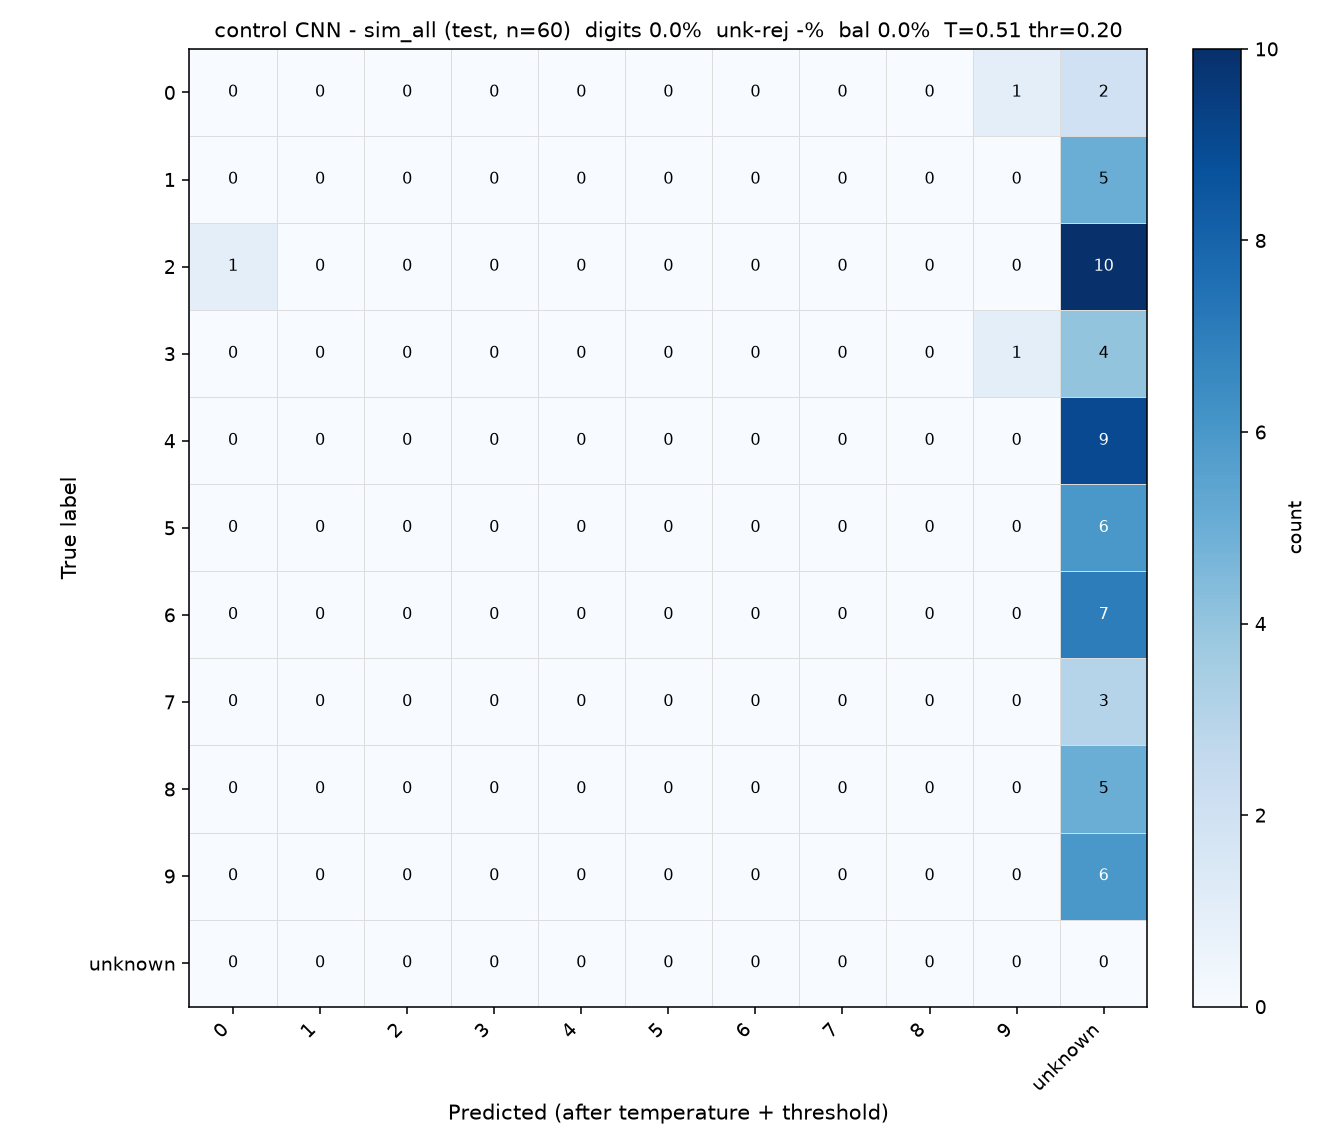 control CNN - sim_all (test, n=60)  digits 0.0%  unk-rej -%  bal 0.0%  T=0.51 thr=0.20
True label
0 0 0 0 0 0 0 0 0 0 1 2
1 0 0 0 0 0 0 0 0 0 0 5
2 1 0 0 0 0 0 0 0 0 0 10
3 0 0 0 0 0 0 0 0 0 1 4
4 0 0 0 0 0 0 0 0 0 0 9
5 0 0 0 0 0 0 0 0 0 0 6
6 0 0 0 0 0 0 0 0 0 0 7
7 0 0 0 0 0 0 0 0 0 0 3
8 0 0 0 0 0 0 0 0 0 0 5
9 0 0 0 0 0 0 0 0 0 0 6
unknown 0 0 0 0 0 0 0 0 0 0 0
0 1 2 3 4 5 6 7 8 9 unknown
Predicted (after temperature + threshold)
10
8
6
4
2
0
count